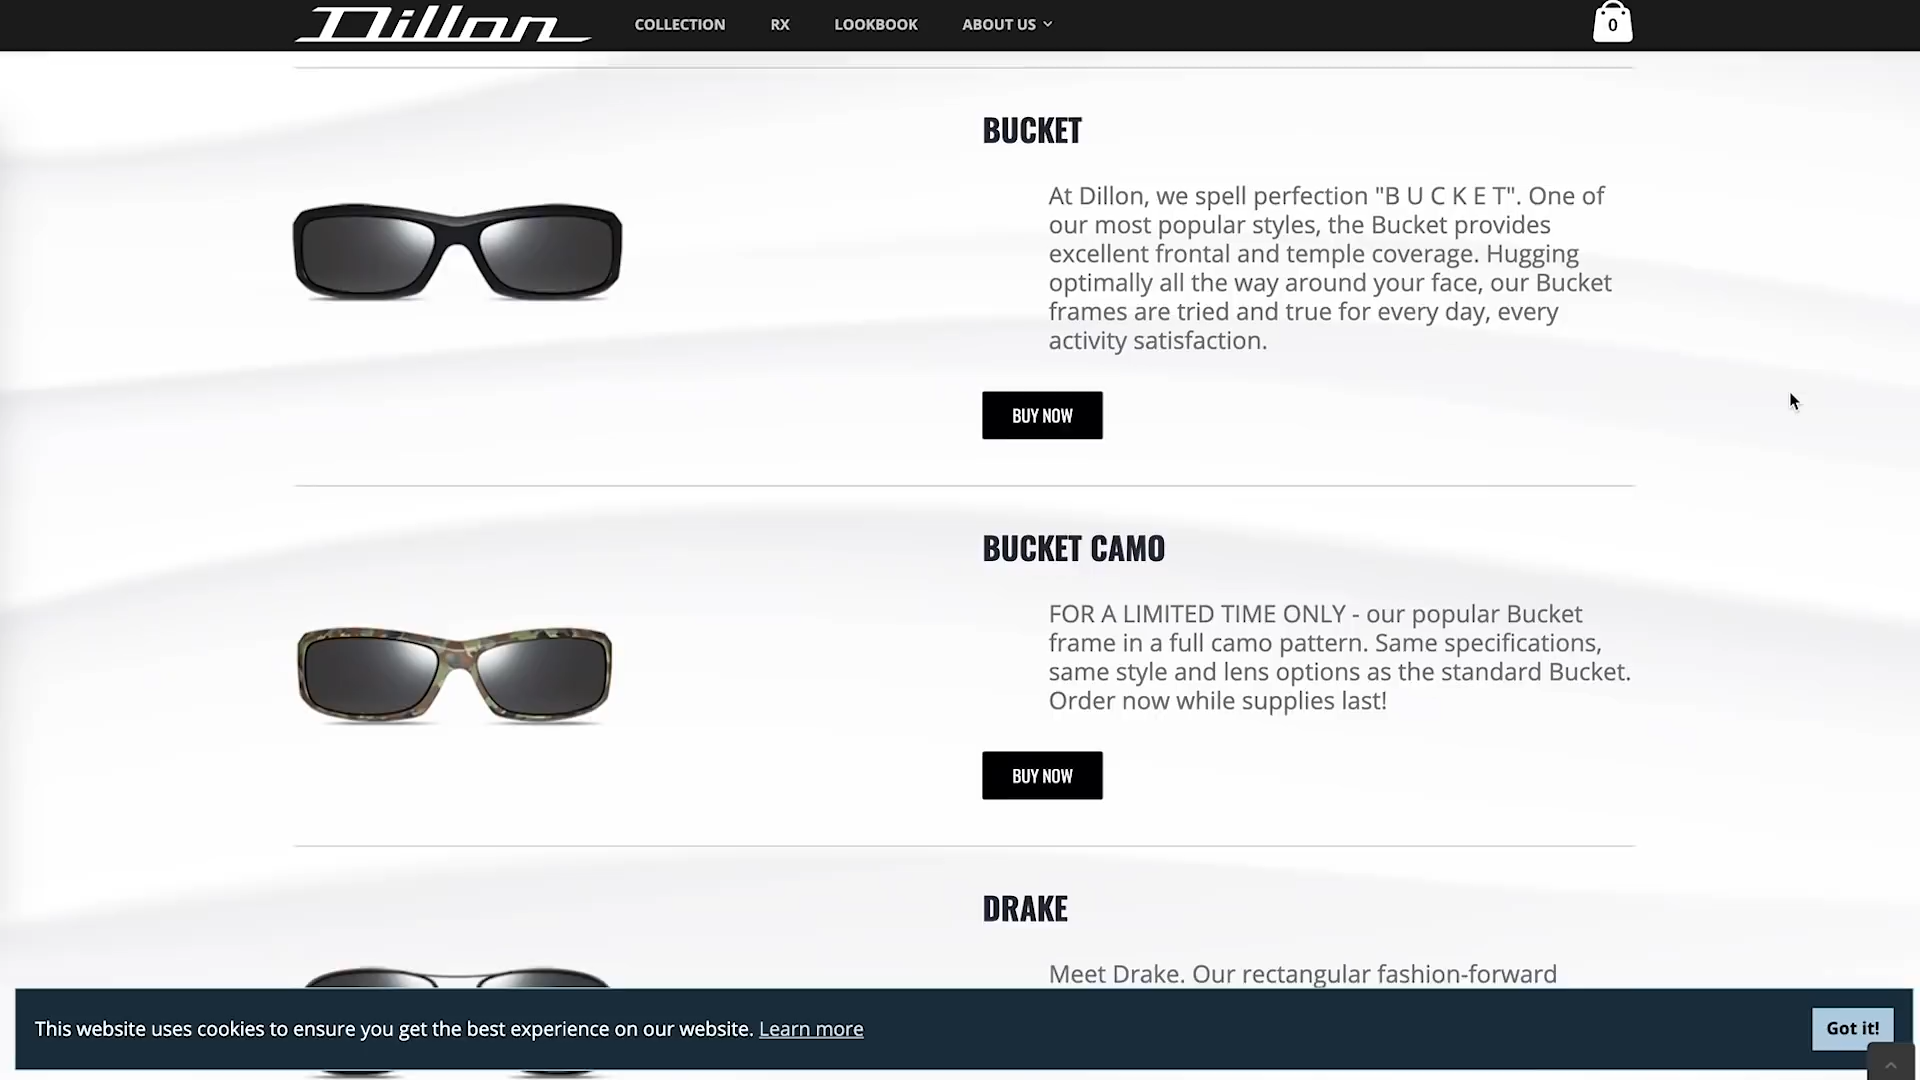 Dillon COLLECTION RX LOOKBOOK ABOUT US 0
BUCKET
At Dillon, we spell perfection "B U C K E T". One of
our most popular styles, the Bucket provides
excellent frontal and temple coverage. Hugging
optimally all the way around your face, our Bucket
frames are tried and true for every day, every
activity satisfaction.
BUY NOW
BUCKET CAMO
FOR A LIMITED TIME ONLY - our popular Bucket
frame in a full camo pattern. Same specifications,
same style and lens options as the standard Bucket.
Order now while supplies last!
BUY NOW
DRAKE
Meet Drake. Our rectangular fashion-forward
This website uses cookies to ensure you get the best experience on our website. Learn more
Got it!